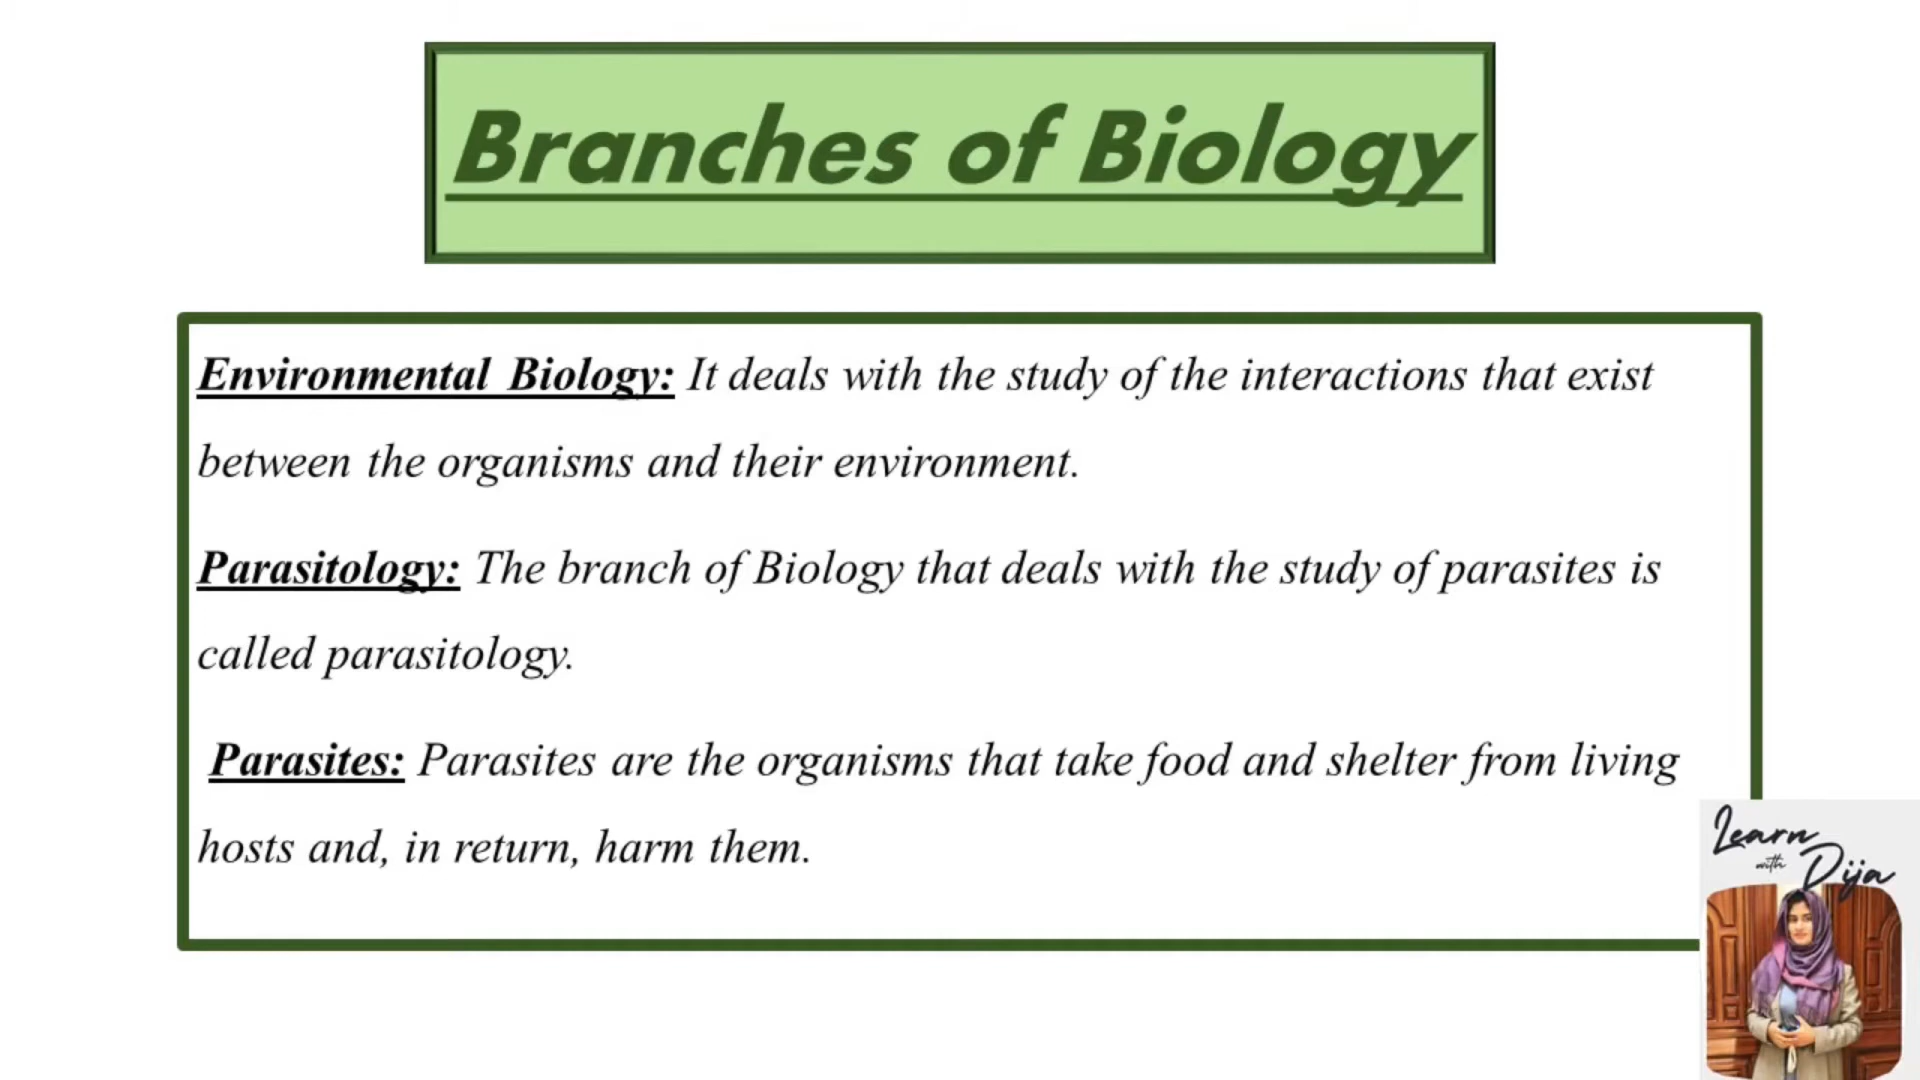 Branches of Biology
Environmental Biology: It deals with the study of the interactions that exist
between the organisms and their environment.
Parasitology: The branch of Biology that deals with the study of parasites is
called parasitology.
Parasites: Parasites are the organisms that take food and shelter from living
hosts and, in return, harm them.
Learn
with Dija